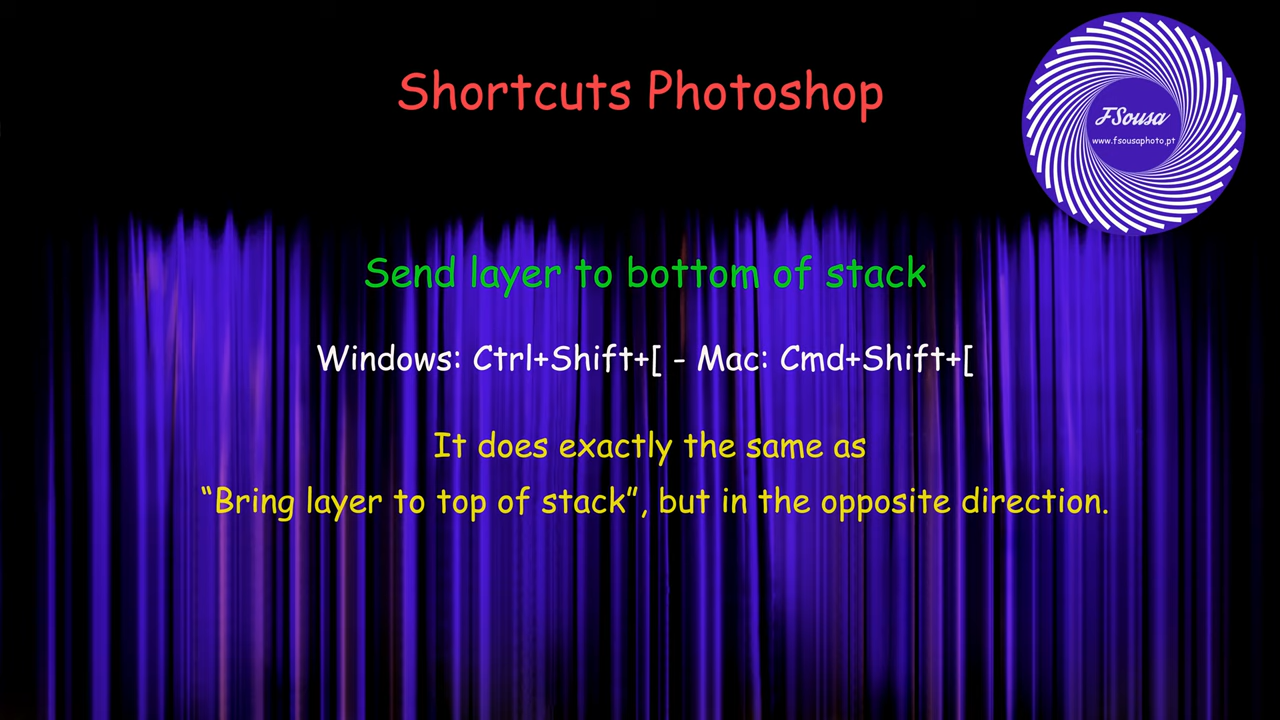 Shortcuts Photoshop
FSousa
www.fsousaphoto.pt
Send layer to bottom of stack
Windows: Ctrl+Shift+[ - Mac: Cmd+Shift+[
It does exactly the same as
“Bring layer to top of stack”, but in the opposite direction.